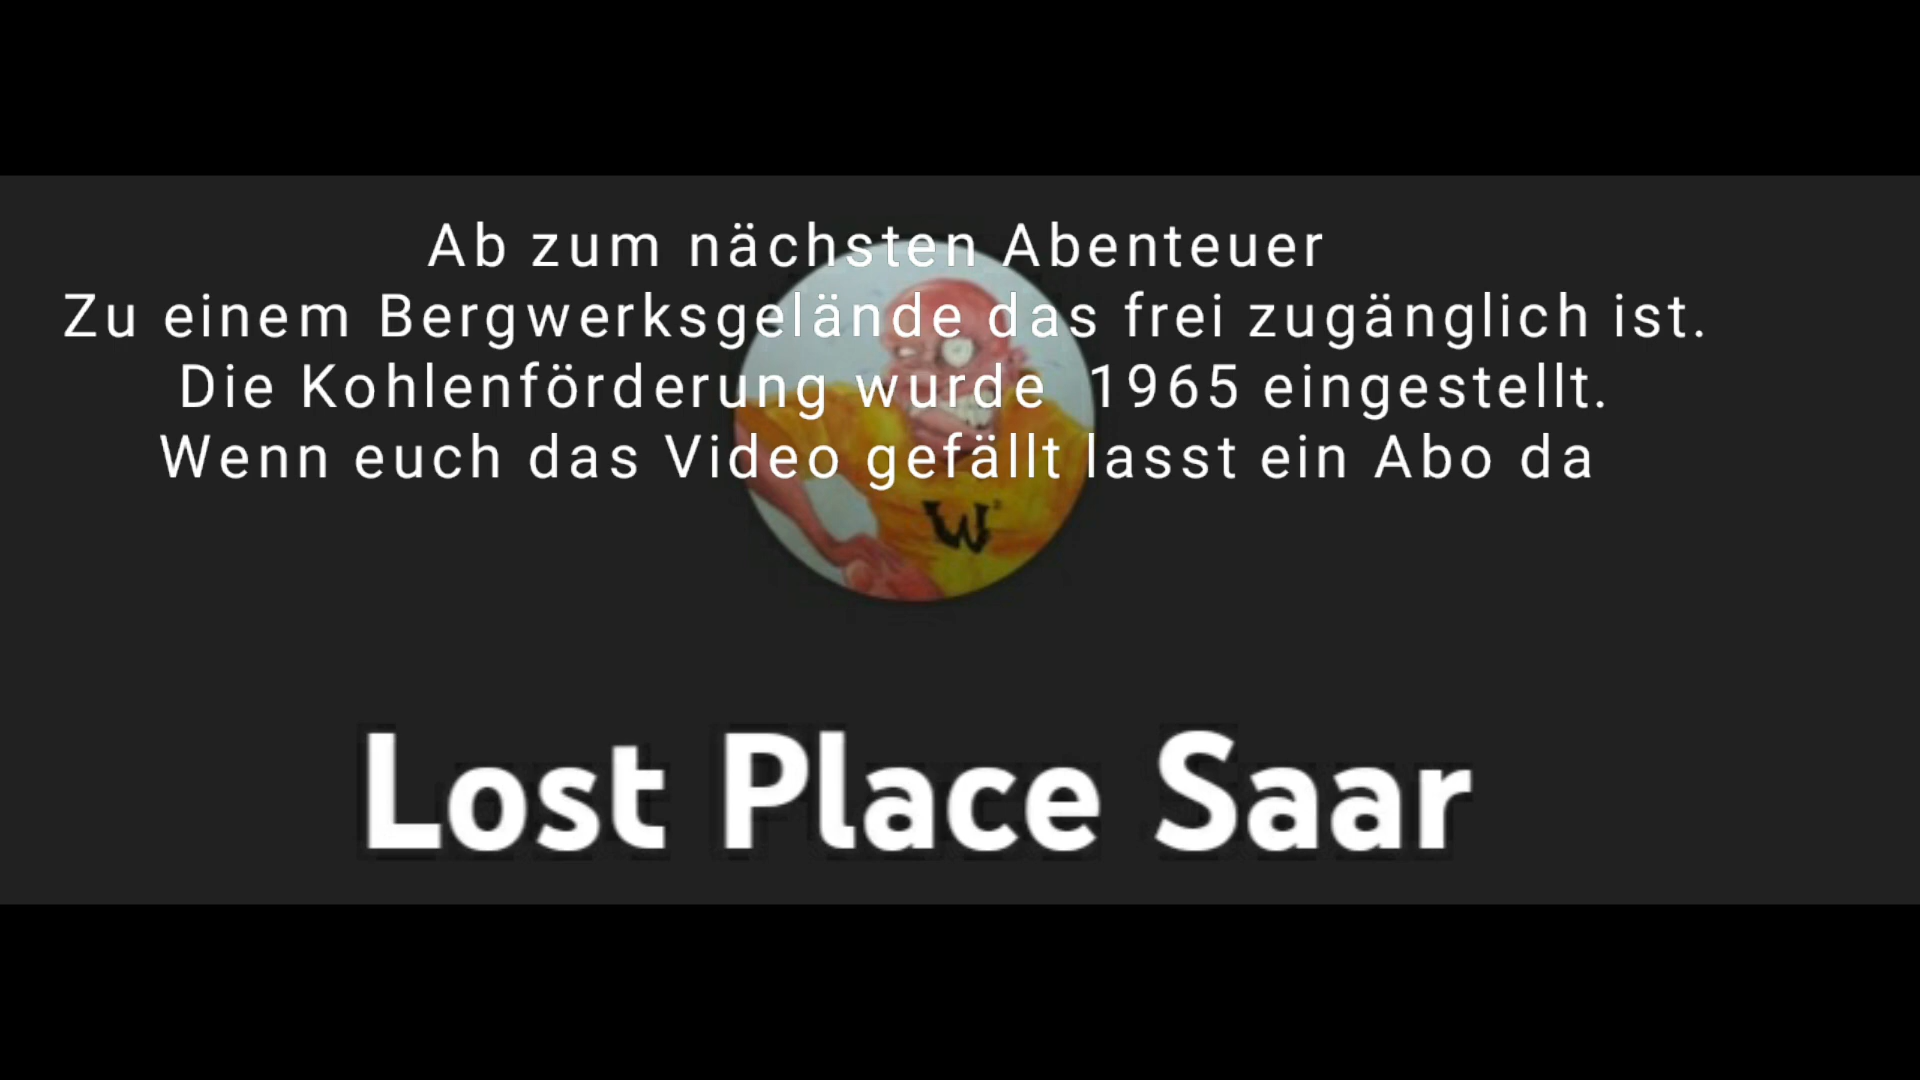 Ab zum nächsten Abenteuer
Zu einem Bergwerksgelände das frei zugänglich ist.
Die Kohlenförderung wurde 1965 eingestellt.
Wenn euch das Video gefällt lasst ein Abo da
W²
Lost Place Saar